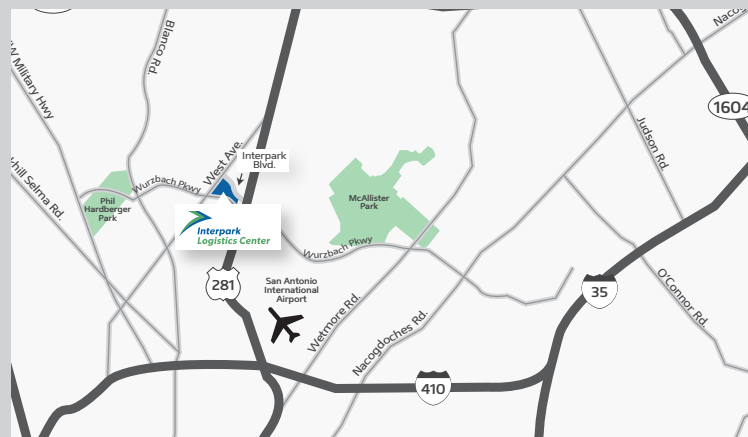 Blanco Rd.
Nacog
NW Military Hwy
1604
Judson Rd.
West Ave.
Interpark
Blvd.
khill Selma Rd.
Wurzbach Pkwy
Phil
Hardberger
Park
McAllister
Park
Interpark
Logistics Center
Wurzbach Pkwy
281
San Antonio
International
Airport
35
O'Connor Rd.
Wetmore Rd.
Nacogdoches Rd.
410